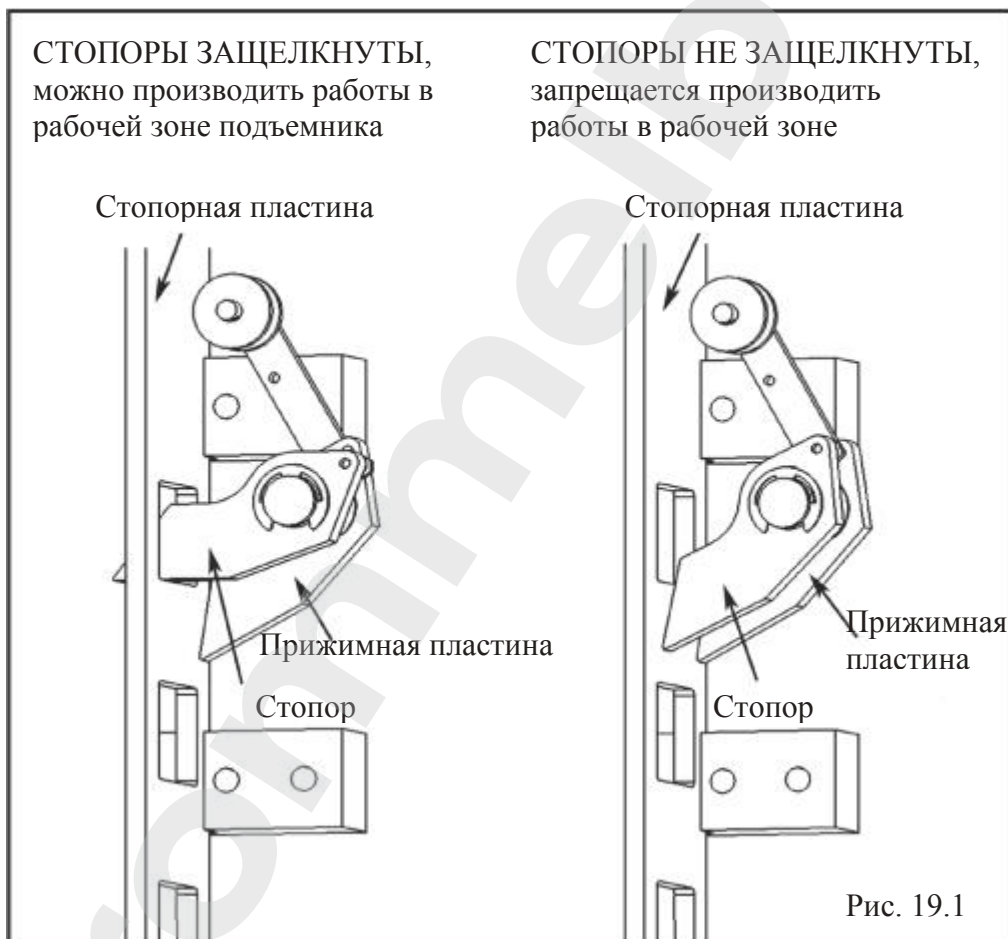 СТОПОРЫ ЗАЩЕЛКНУТЫ,
можно производить работы в
рабочей зоне подъемника
СТОПОРЫ НЕ ЗАЩЕЛКНУТЫ,
запрещается производить
работы в рабочей зоне
Стопорная пластина
Прижимная пластина
Стопор
Стопорная пластина
Прижимная
пластина
Стопор
Рис. 19.1